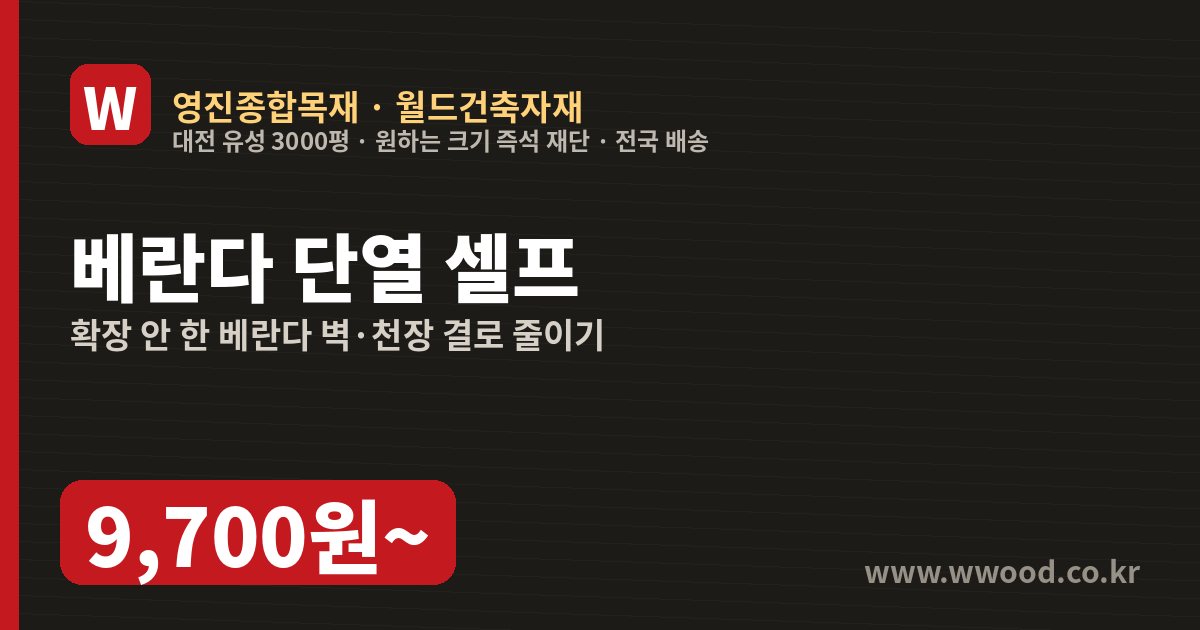 W
영진종합목재 · 월드건축자재
대전 유성 3000평 · 원하는 크기 즉석 재단 · 전국 배송
베란다 단열 셀프
확장 안 한 베란다 벽·천장 결로 줄이기
9,700원~
www.wwood.co.kr